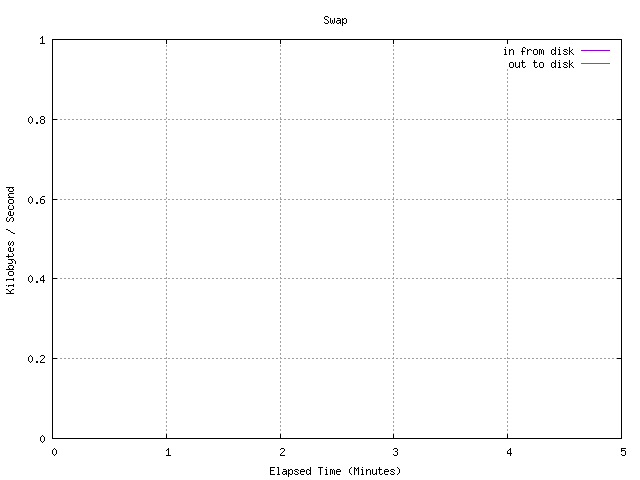 Swap
in from disk
out to disk
1
0.8
0.6
0.4
0.2
0
Kilobytes / Second
0 1 2 3 4 5
Elapsed Time (Minutes)